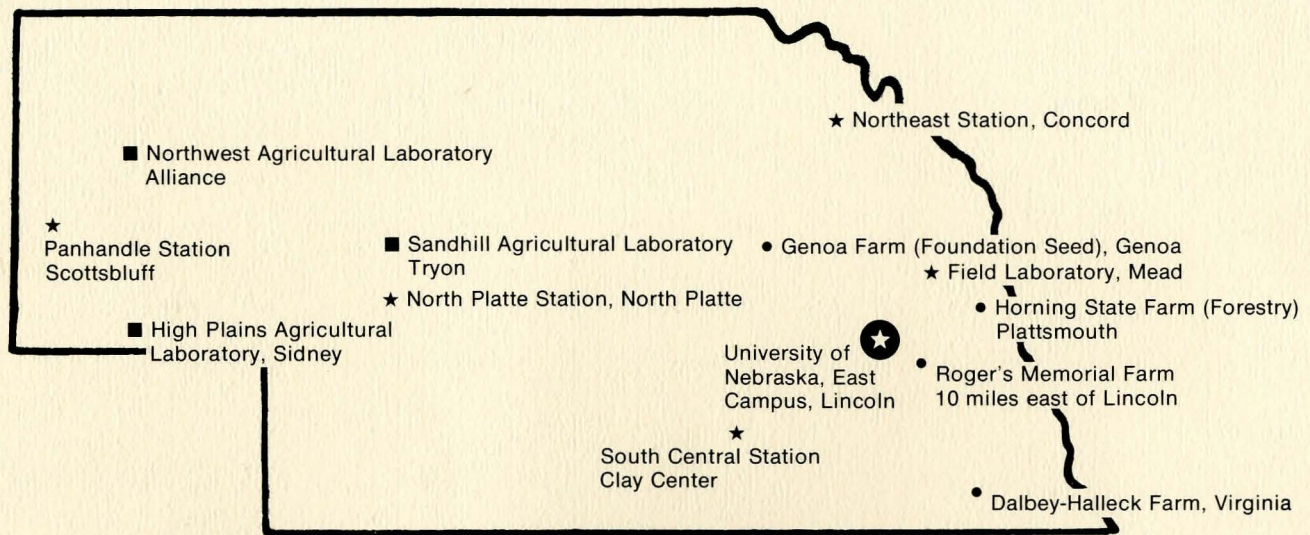 ★ Northeast Station, Concord
■ Northwest Agricultural Laboratory
Alliance
★
Panhandle Station
Scottsbluff
■ Sandhill Agricultural Laboratory
Tryon
★ North Platte Station, North Platte
■ High Plains Agricultural
Laboratory, Sidney
• Genoa Farm (Foundation Seed), Genoa
★ Field Laboratory, Mead
• Horning State Farm (Forestry)
Plattsmouth
University of
Nebraska, East
Campus, Lincoln
• Roger's Memorial Farm
10 miles east of Lincoln
★
South Central Station
Clay Center
• Dalbey-Halleck Farm, Virginia